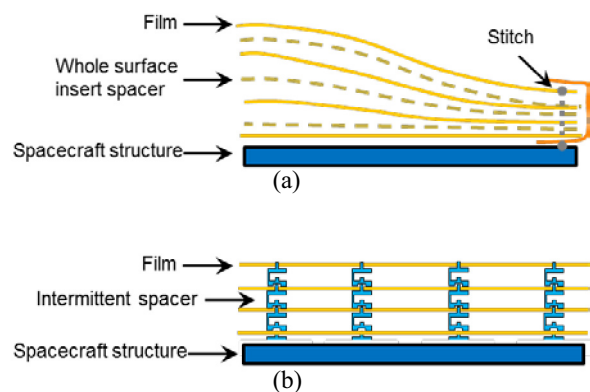 Film
Stitch
Whole surface
insert spacer
Spacecraft structure
(a)
Film
Intermittent spacer
Spacecraft structure
(b)